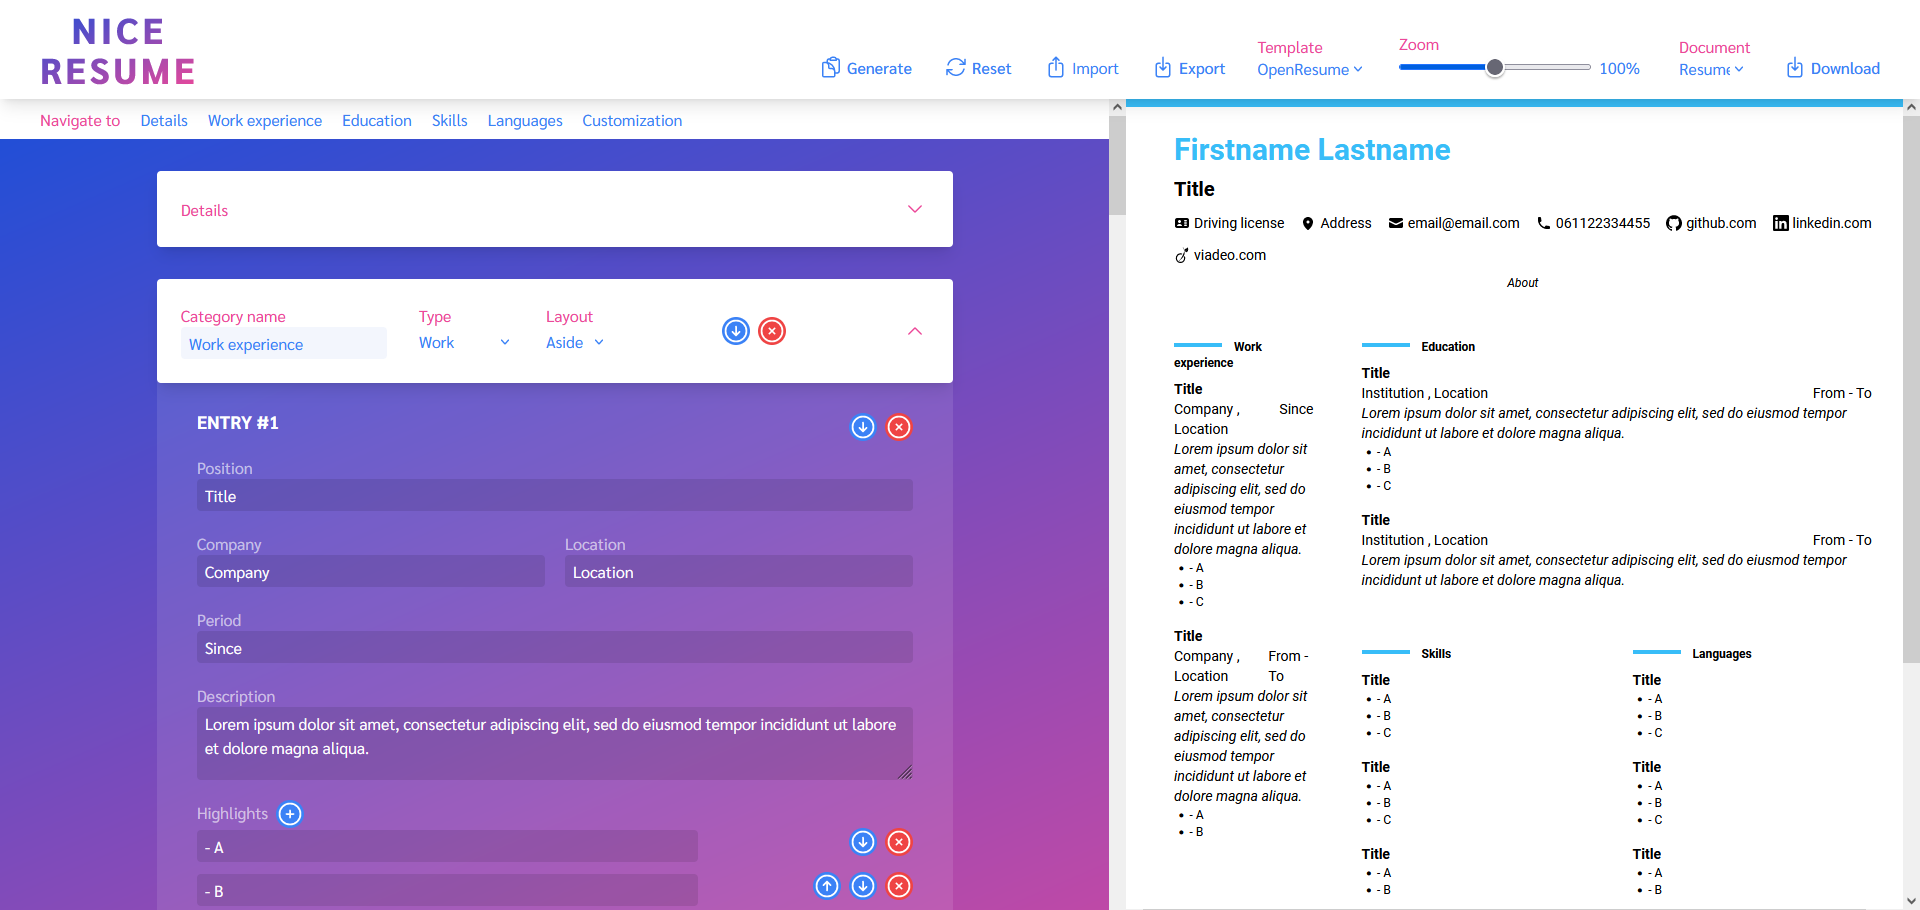 NICE
RESUME
Generate
Reset
Import
Export
Template
OpenResume
Zoom
100%
Document
Resume
Download
Navigate to
Details
Work experience
Education
Skills
Languages
Customization
Details
Category name
Work experience
Type
Work
Layout
Aside
ENTRY #1
Position
Title
Company
Company
Location
Location
Period
Since
Description
Lorem ipsum dolor sit amet, consectetur adipiscing elit, sed do eiusmod tempor incididunt ut labore
et dolore magna aliqua.
Highlights
- A
- B
Firstname Lastname
Title
Driving license
Address
email@email.com
061122334455
github.com
linkedin.com
viadeo.com
About
Work
experience
Title
Company , Since
Location
Lorem ipsum dolor sit
amet, consectetur
adipiscing elit, sed do
eiusmod tempor
incididunt ut labore et
dolore magna aliqua.
• - A
• - B
• - C
Title
Company , From -
Location To
Lorem ipsum dolor sit
amet, consectetur
adipiscing elit, sed do
eiusmod tempor
incididunt ut labore et
dolore magna aliqua.
• - A
• - B
Education
Title
Institution , Location From - To
Lorem ipsum dolor sit amet, consectetur adipiscing elit, sed do eiusmod tempor
incididunt ut labore et dolore magna aliqua.
• - A
• - B
• - C
Title
Institution , Location From - To
Lorem ipsum dolor sit amet, consectetur adipiscing elit, sed do eiusmod tempor
incididunt ut labore et dolore magna aliqua.
Skills
Title
• - A
• - B
• - C
Title
• - A
• - B
• - C
Title
• - A
• - B
Languages
Title
• - A
• - B
• - C
Title
• - A
• - B
• - C
Title
• - A
• - B